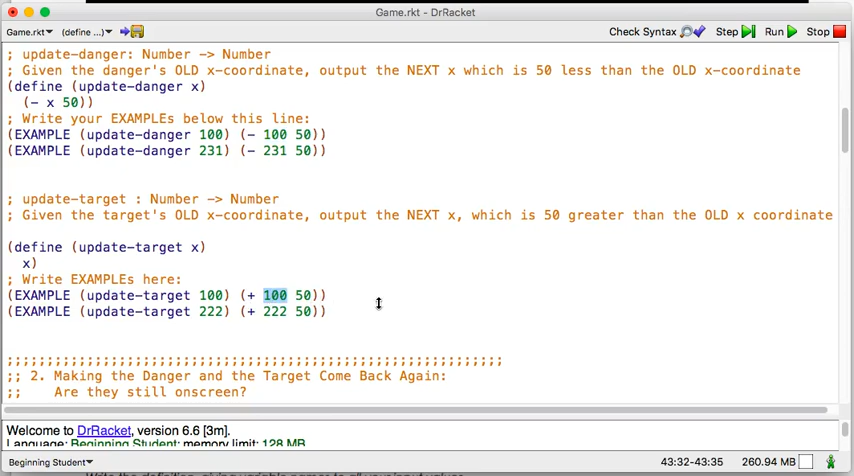 Game.rkt - DrRacket
Game.rkt▾ (define ...)▾ Check Syntax Step Run Stop
; update-danger: Number -> Number
; Given the danger's OLD x-coordinate, output the NEXT x which is 50 less than the OLD x-coordinate
(define (update-danger x)
(- x 50))
; Write your EXAMPLEs below this line:
(EXAMPLE (update-danger 100) (- 100 50))
(EXAMPLE (update-danger 231) (- 231 50))
; update-target : Number -> Number
; Given the target's OLD x-coordinate, output the NEXT x, which is 50 greater than the OLD x coordinate
(define (update-target x)
x)
; Write EXAMPLEs here:
(EXAMPLE (update-target 100) (+ 100 50))
(EXAMPLE (update-target 222) (+ 222 50))
;;;;;;;;;;;;;;;;;;;;;;;;;;;;;;;;;;;;;;;;;;;;;;;;;;;;;;;;;;;;;;
;; 2. Making the Danger and the Target Come Back Again:
;; Are they still onscreen?
Welcome to DrRacket, version 6.6 [3m].
Language: Beginning Student; memory limit: 128 MB.
Beginning Student▾ 43:32-43:35 260.94 MB